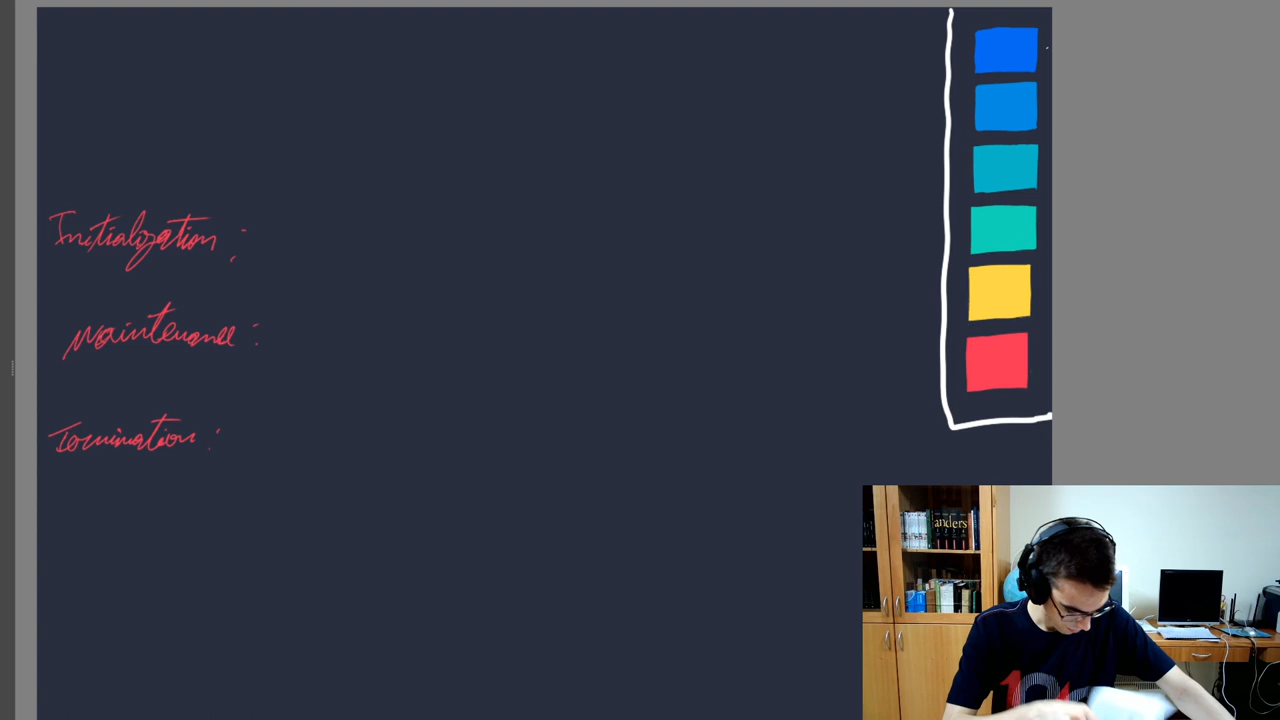 Initialization :
Maintenance :
Termination :
anders